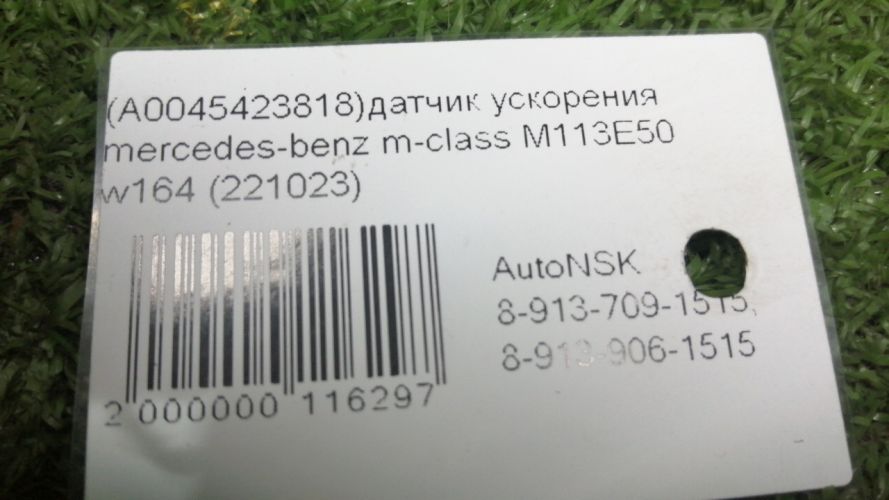 (A0045423818)датчик ускорения
mercedes-benz m-class M113E50
w164 (221023)
AutoNSK
8-913-709-1515,
8-913-906-1515
2 000000 116297